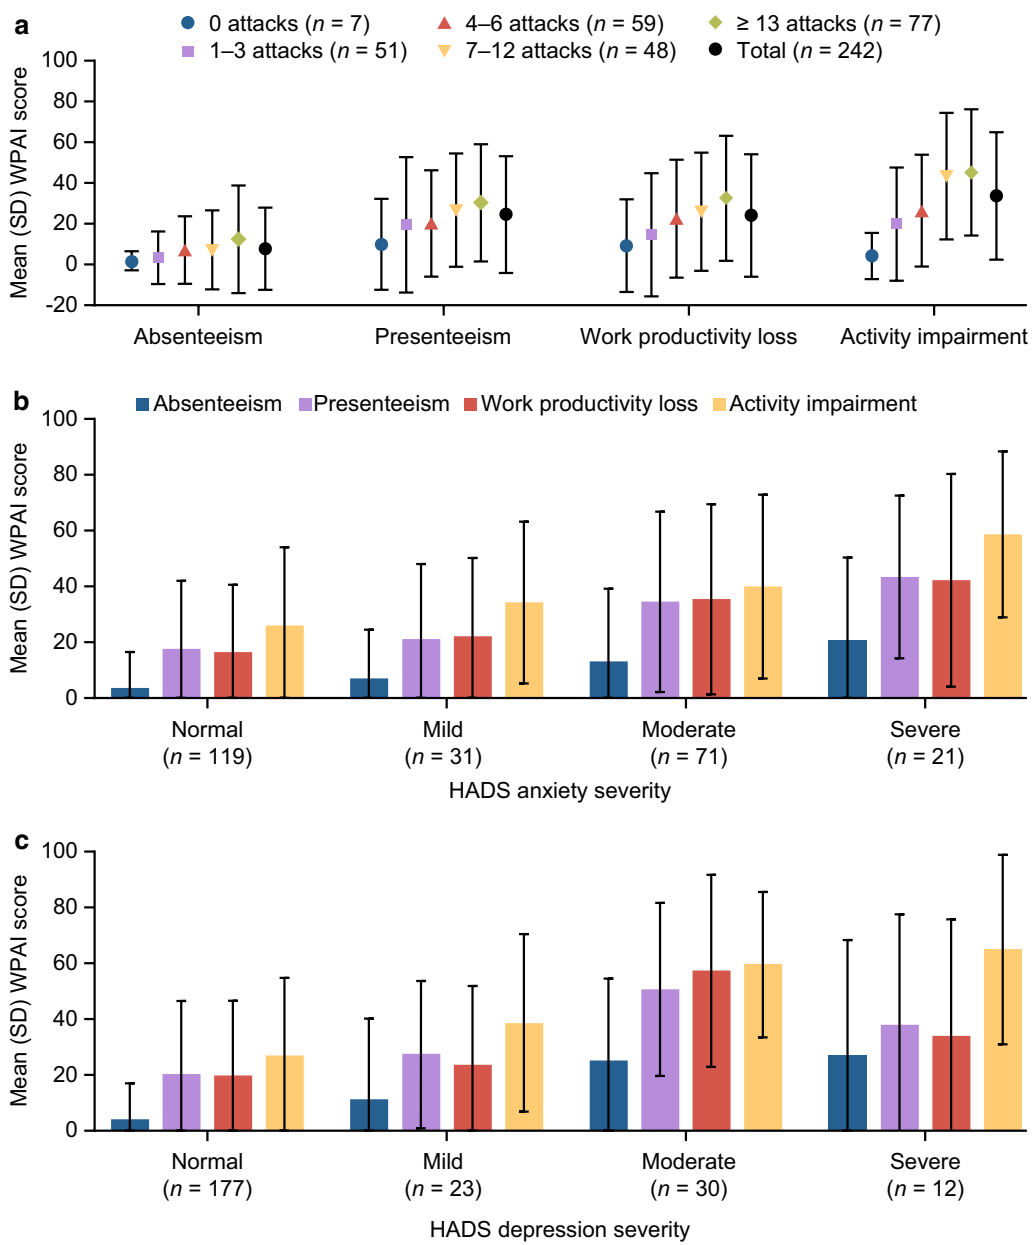 a
0 attacks (n = 7)
4–6 attacks (n = 59)
≥ 13 attacks (n = 77)
1–3 attacks (n = 51)
7–12 attacks (n = 48)
Total (n = 242)
Mean (SD) WPAI score
100
80
60
40
20
0
-20
Absenteeism
Presenteeism
Work productivity loss
Activity impairment
b
Absenteeism
Presenteeism
Work productivity loss
Activity impairment
Mean (SD) WPAI score
100
80
60
40
20
0
Normal
(n = 119)
Mild
(n = 31)
Moderate
(n = 71)
Severe
(n = 21)
HADS anxiety severity
c
Mean (SD) WPAI score
100
80
60
40
20
0
Normal
(n = 177)
Mild
(n = 23)
Moderate
(n = 30)
Severe
(n = 12)
HADS depression severity